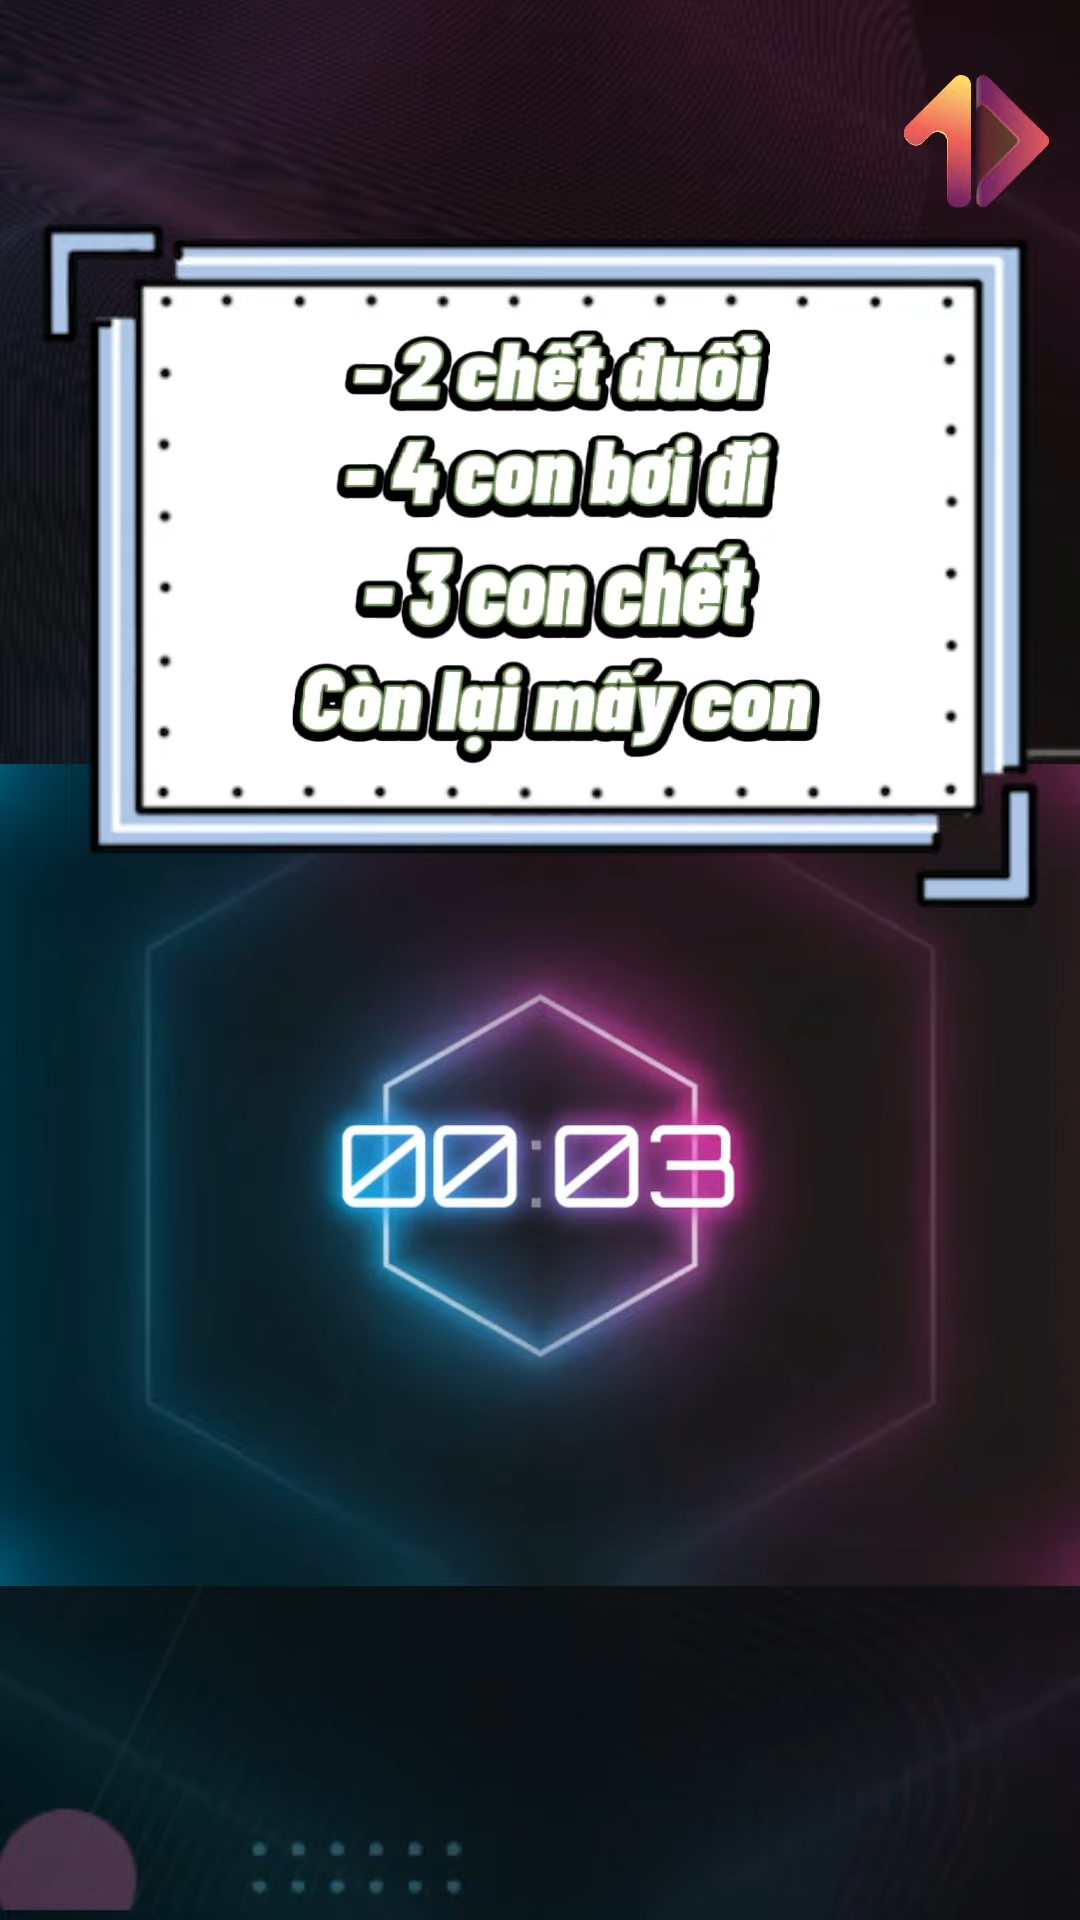 - 2 chết đuối
- 4 con bơi đi
- 3 con chết
Còn lại mấy con
00:03